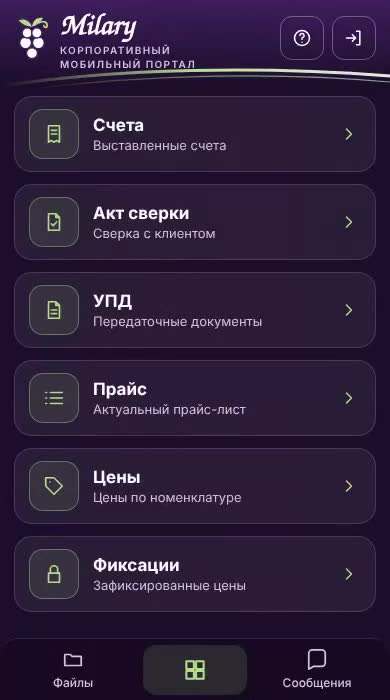 Milary
КОРПОРАТИВНЫЙ
МОБИЛЬНЫЙ ПОРТАЛ
Счета
Выставленные счета
Акт сверки
Сверка с клиентом
УПД
Передаточные документы
Прайс
Актуальный прайс-лист
Цены
Цены по номенклатуре
Фиксации
Зафиксированные цены
Файлы
Сообщения